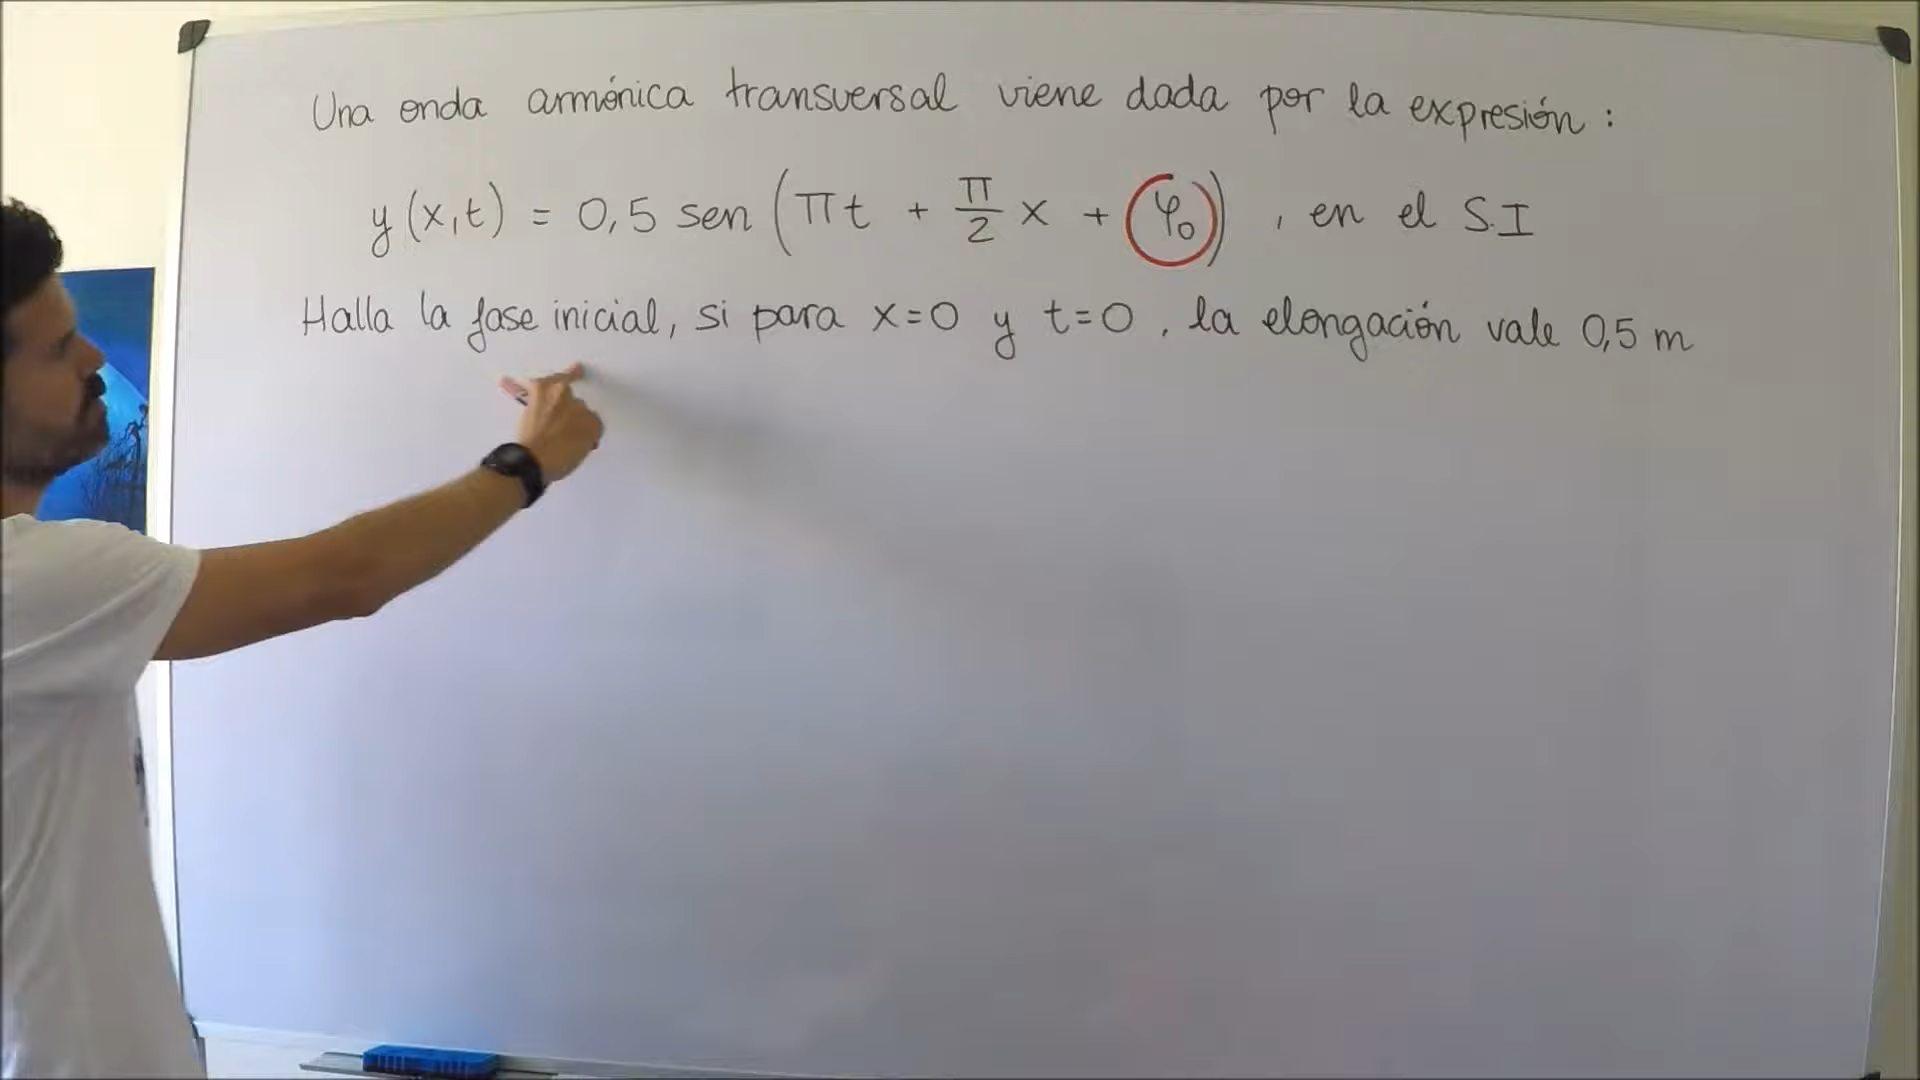 Una onda armónica transversal viene dada por la expresión :
y (x,t) = 0,5 sen (πt + π/2 x + φ₀) , en el S.I
Halla la fase inicial, si para x=0 y t=0 , la elongación vale 0,5 m